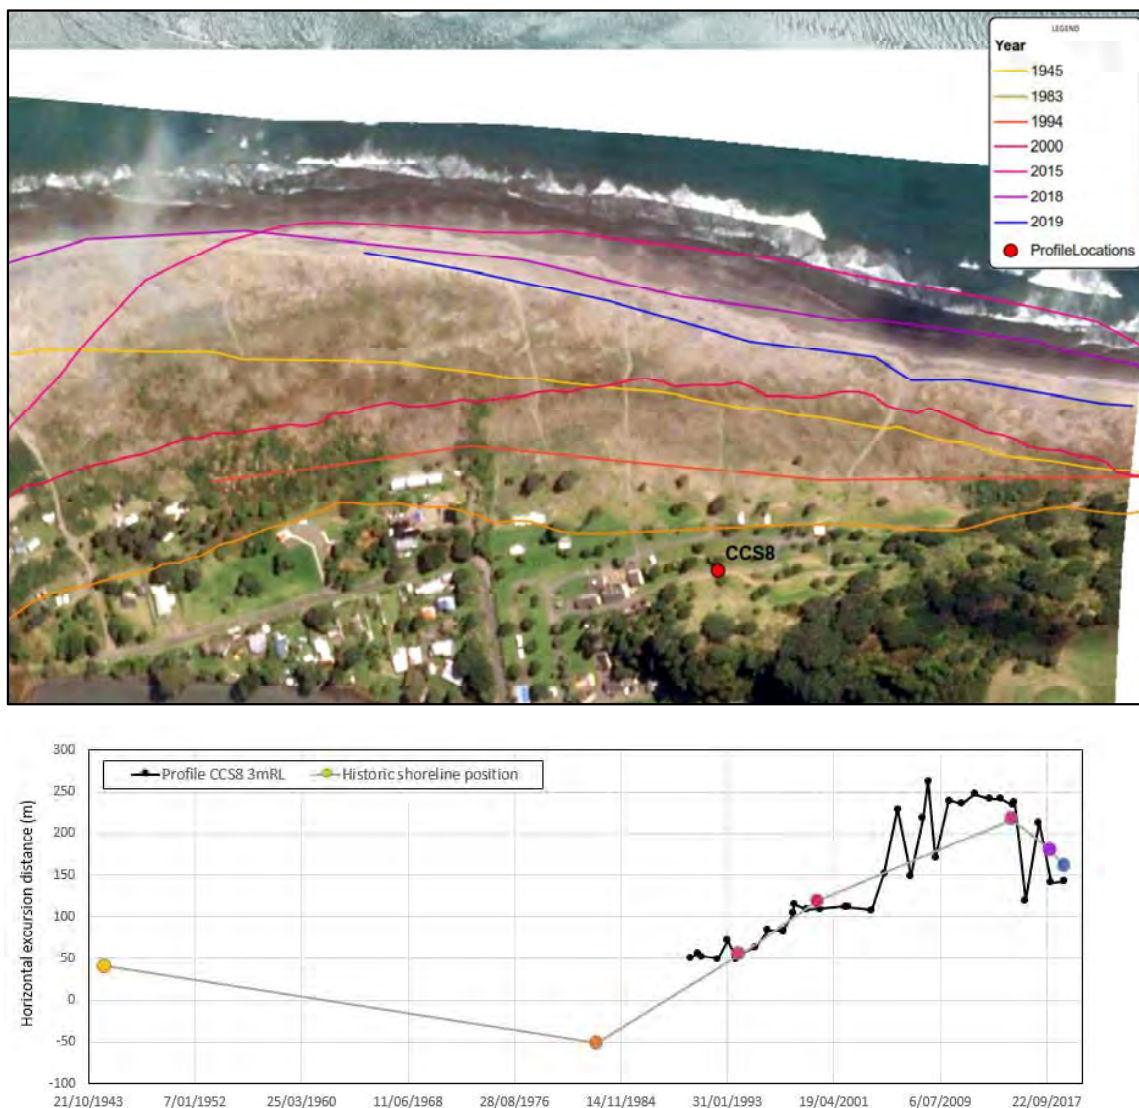 LEGEND
Year
1945
1983
1994
2000
2015
2018
2019
ProfileLocations
CCS8
300
250
200
150
100
50
0
-50
-100
Horizontal excursion distance (m)
Profile CCS8 3mRL
Historic shoreline position
21/10/1943 7/01/1952 25/03/1960 11/06/1968 28/08/1976 14/11/1984 31/01/1993 19/04/2001 6/07/2009 22/09/2017